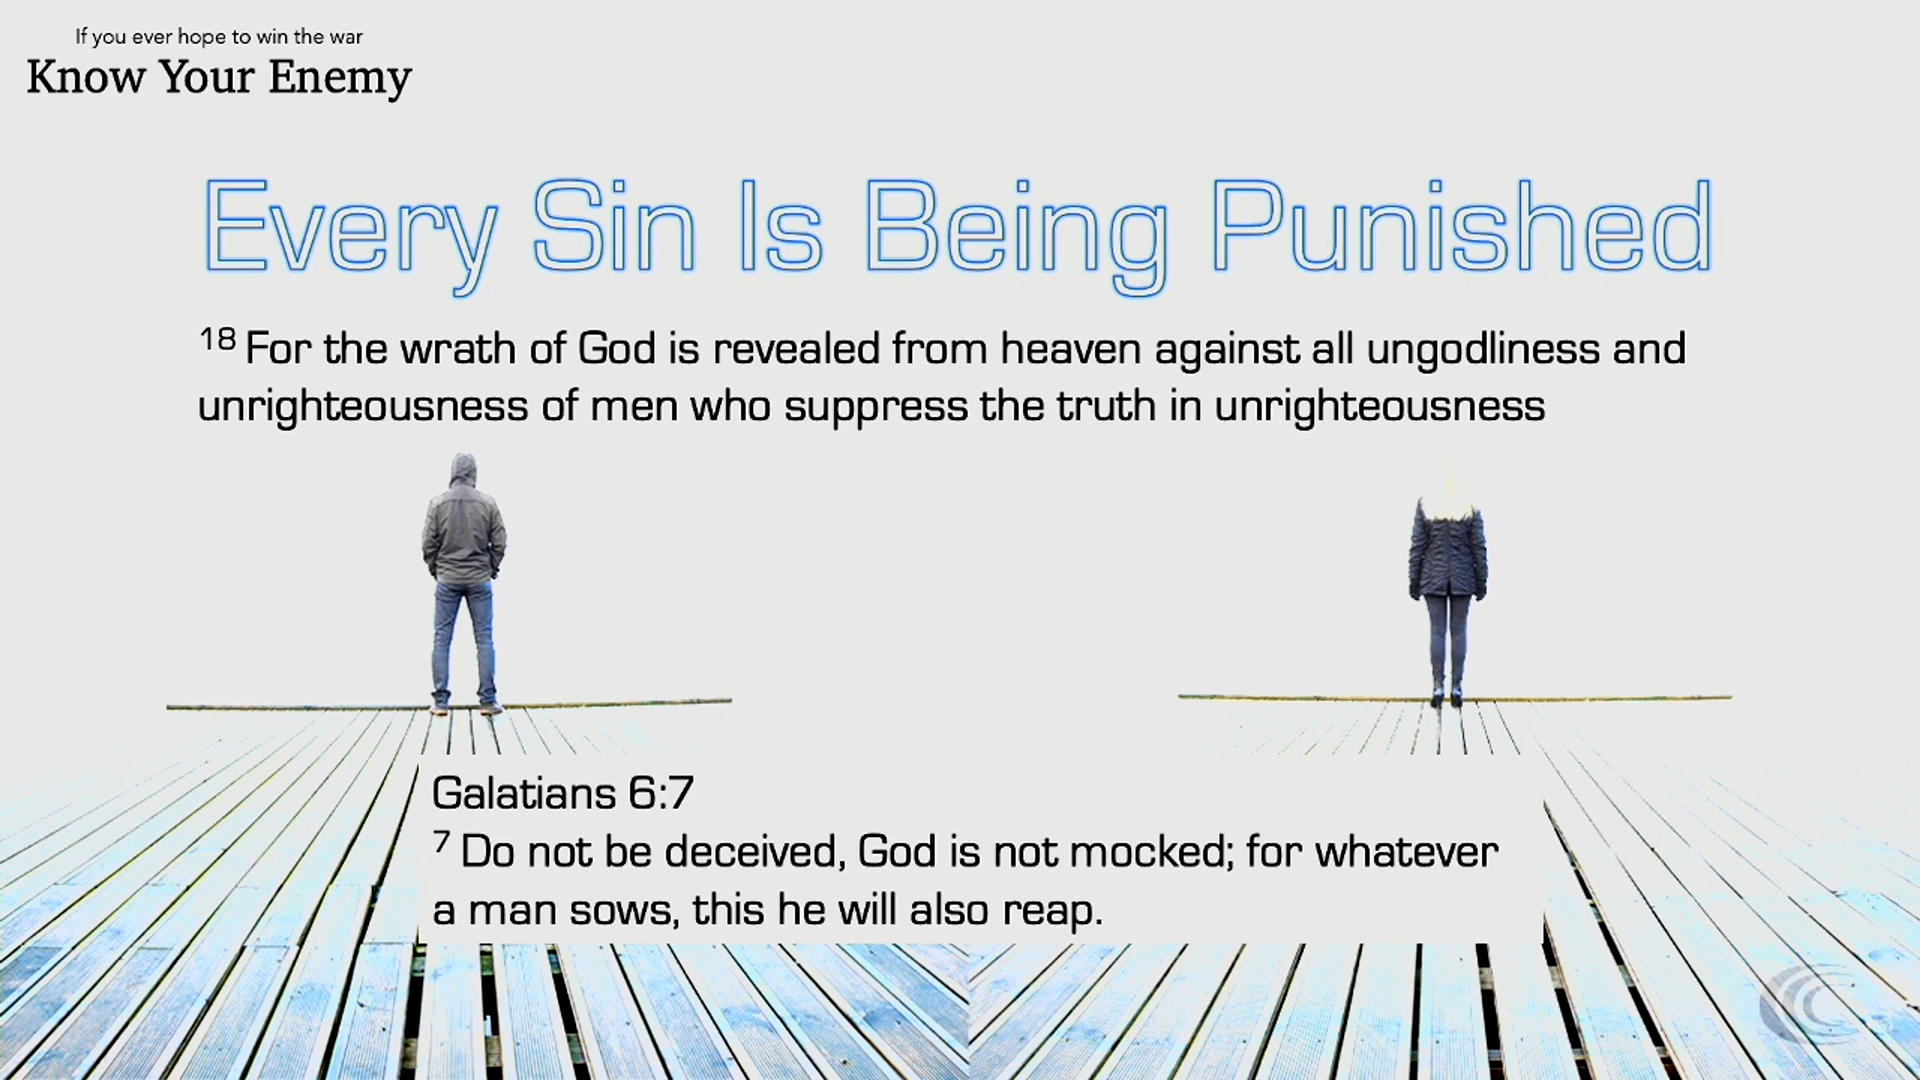 If you ever hope to win the war
Know Your Enemy
Every Sin Is Being Punished
18 For the wrath of God is revealed from heaven against all ungodliness and
unrighteousness of men who suppress the truth in unrighteousness
Galatians 6:7
7 Do not be deceived, God is not mocked; for whatever
a man sows, this he will also reap.